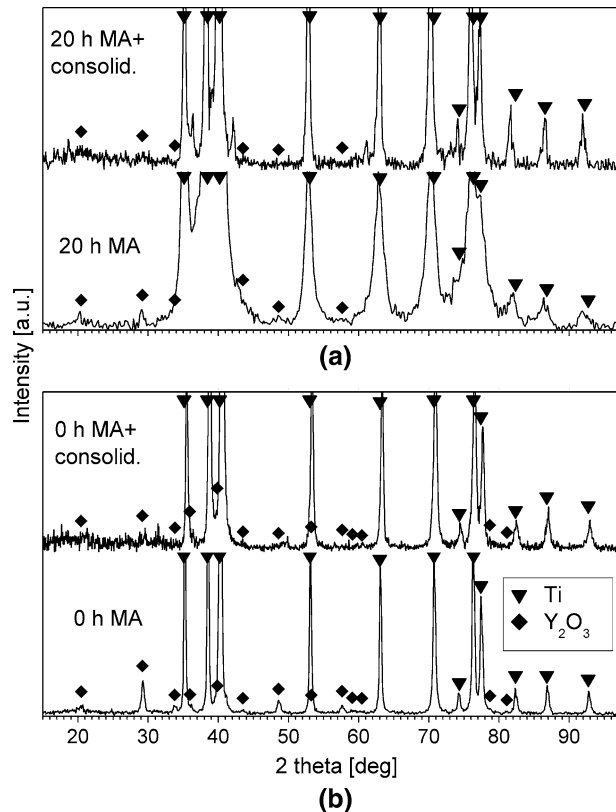 20 h MA+
consolid.
20 h MA
(a)
Intensity [a.u.]
0 h MA+
consolid.
0 h MA
Ti
Y2O3
15 20 30 40 50 60 70 80 90
2 theta [deg]
(b)